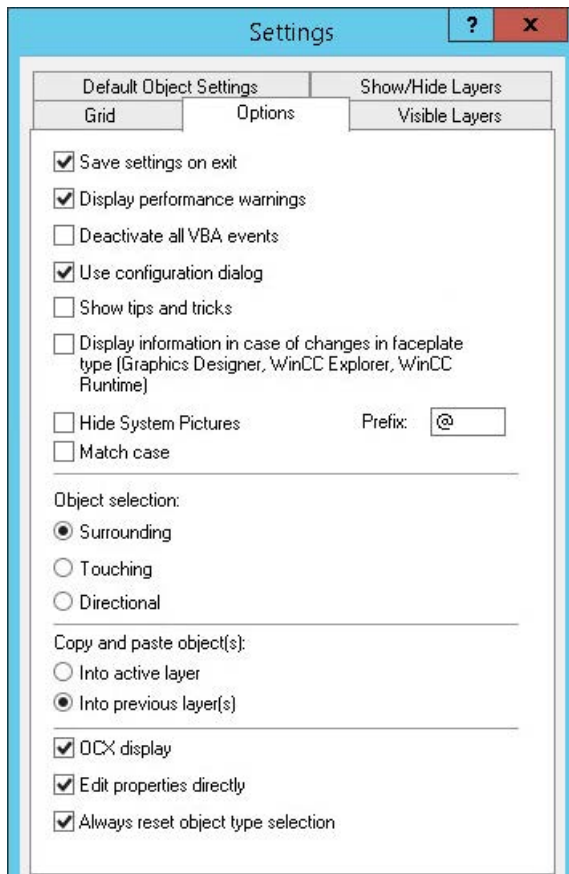 Settings
?
x
Default Object Settings
Show/Hide Layers
Grid
Options
Visible Layers
Save settings on exit
Display performance warnings
Deactivate all VBA events
Use configuration dialog
Show tips and tricks
Display information in case of changes in faceplate
type (Graphics Designer, WinCC Explorer, WinCC
Runtime)
Hide System Pictures
Prefix:
@
Match case
Object selection:
Surrounding
Touching
Directional
Copy and paste object(s):
Into active layer
Into previous layer(s)
OCX display
Edit properties directly
Always reset object type selection